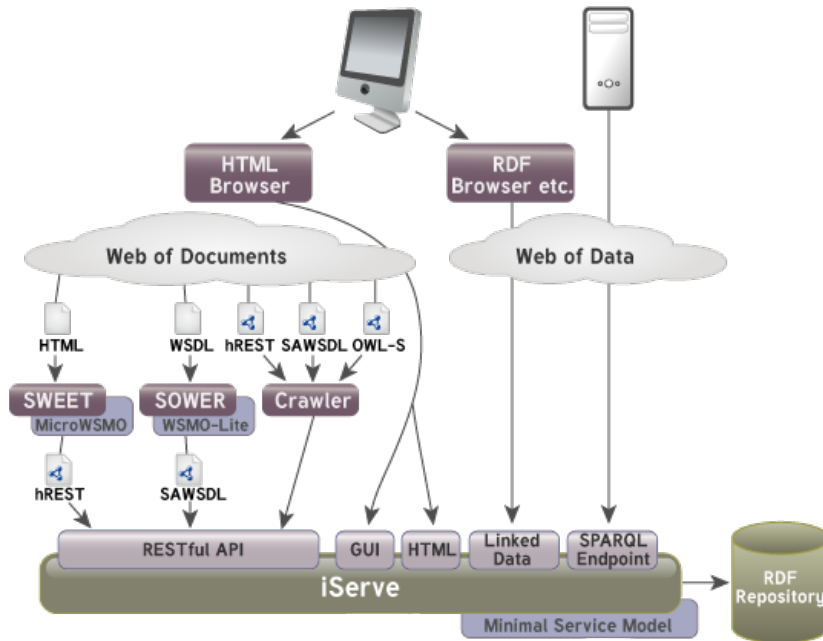 HTML
Browser
RDF
Browser etc.
Web of Documents
Web of Data
HTML
WSDL
hREST
SAWSDL
OWL-S
SWEET
MicroWSMO
SOWER
WSMO-Lite
Crawler
hREST
SAWSDL
RESTful API
GUI
HTML
Linked
Data
SPARQL
Endpoint
iServe
Minimal Service Model
RDF
Repository